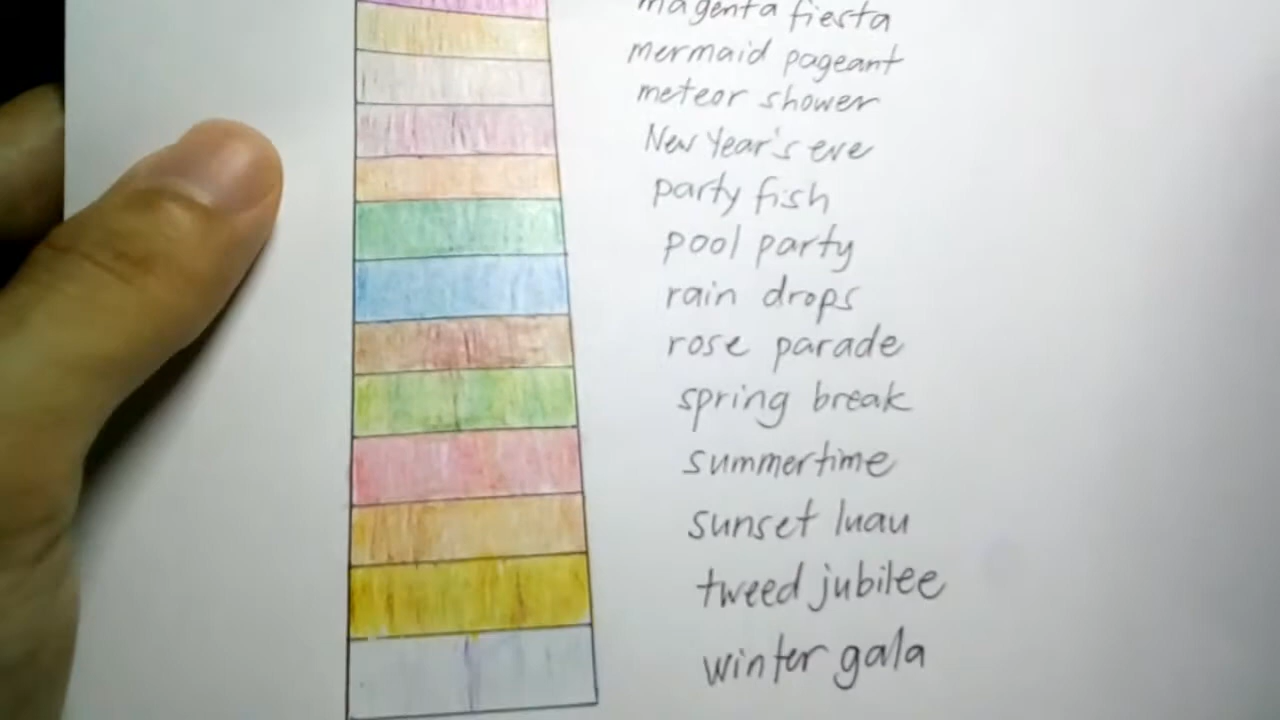 magenta fiesta
mermaid pageant
meteor shower
New Year's eve
party fish
pool party
rain drops
rose parade
spring break
summertime
sunset luau
tweed jubilee
winter gala